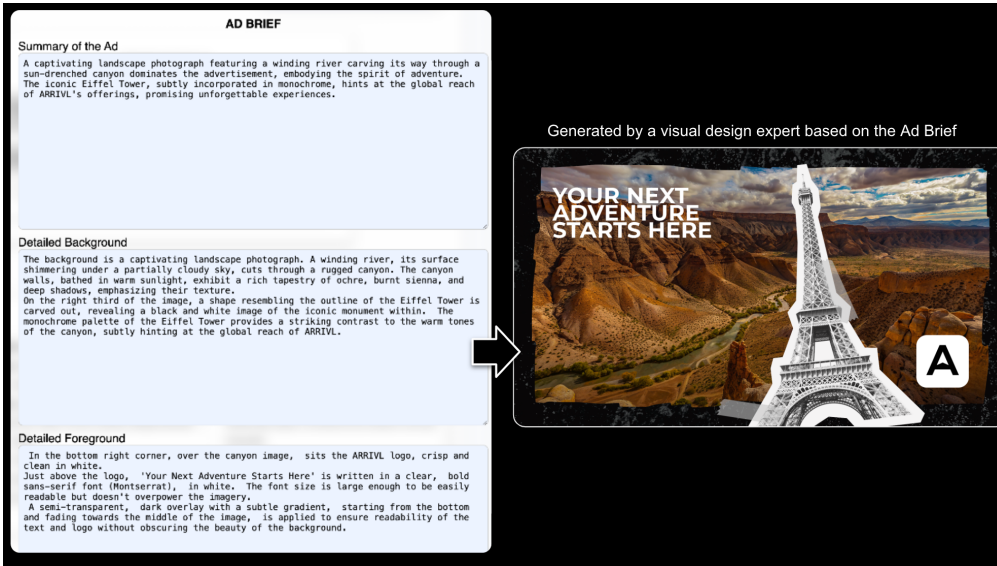 AD BRIEF
Summary of the Ad
A captivating landscape photograph featuring a winding river carving its way through a
sun-drenched canyon dominates the advertisement, embodying the spirit of adventure.
The iconic Eiffel Tower, subtly incorporated in monochrome, hints at the global reach
of ARRIVL's offerings, promising unforgettable experiences.
Detailed Background
The background is a captivating landscape photograph. A winding river, its surface
shimmering under a partially cloudy sky, cuts through a rugged canyon. The canyon
walls, bathed in warm sunlight, exhibit a rich tapestry of ochre, burnt sienna, and
deep shadows, emphasizing their texture.
On the right third of the image, a shape resembling the outline of the Eiffel Tower is
carved out, revealing a black and white image of the iconic monument within. The
monochrome palette of the Eiffel Tower provides a striking contrast to the warm tones
of the canyon, subtly hinting at the global reach of ARRIVL.
Detailed Foreground
In the bottom right corner, over the canyon image, sits the ARRIVL logo, crisp and
clean in white.
Just above the logo, 'Your Next Adventure Starts Here' is written in a clear, bold
sans-serif font (Montserrat), in white. The font size is large enough to be easily
readable but doesn't overpower the imagery.
A semi-transparent, dark overlay with a subtle gradient, starting from the bottom
and fading towards the middle of the image, is applied to ensure readability of the
text and logo without obscuring the beauty of the background.
Generated by a visual design expert based on the Ad Brief
YOUR NEXT
ADVENTURE
STARTS HERE
A